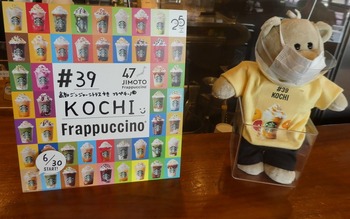 25
#39
47
JIMOTO
Frappuccino
KOCHI
Frappuccino
6/30
START!
#39
KOCHI